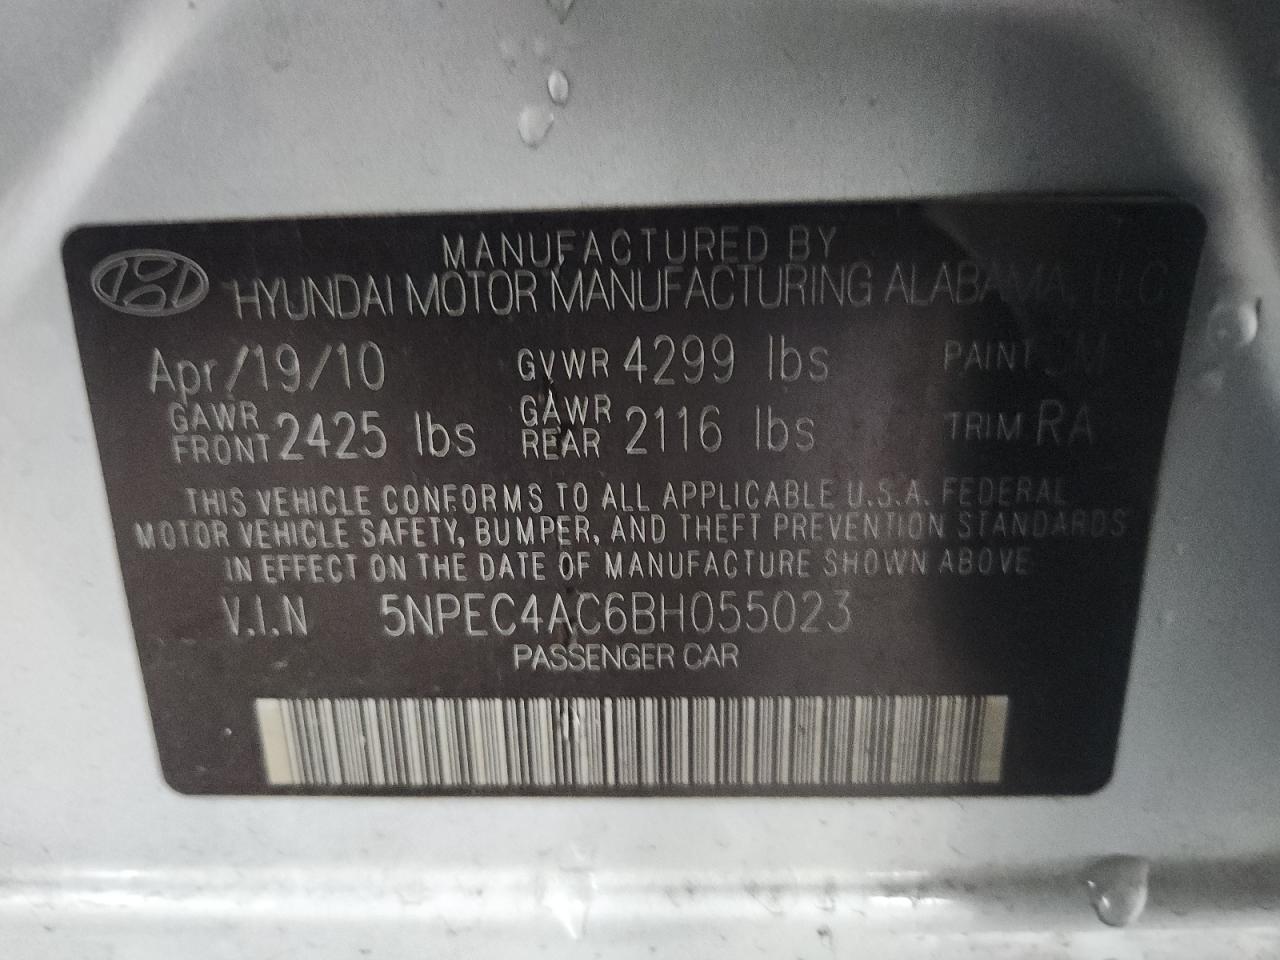 MANUFACTURED BY
HYUNDAI MOTOR MANUFACTURING ALABAMA, LLC
Apr/19/10 GVWR 4299 lbs PAINT SM
GAWR FRONT 2425 lbs GAWR REAR 2116 lbs TRIM RA
THIS VEHICLE CONFORMS TO ALL APPLICABLE U.S.A. FEDERAL
MOTOR VEHICLE SAFETY, BUMPER, AND THEFT PREVENTION STANDARDS
IN EFFECT ON THE DATE OF MANUFACTURE SHOWN ABOVE
V.I.N 5NPEC4AC6BH055023
PASSENGER CAR